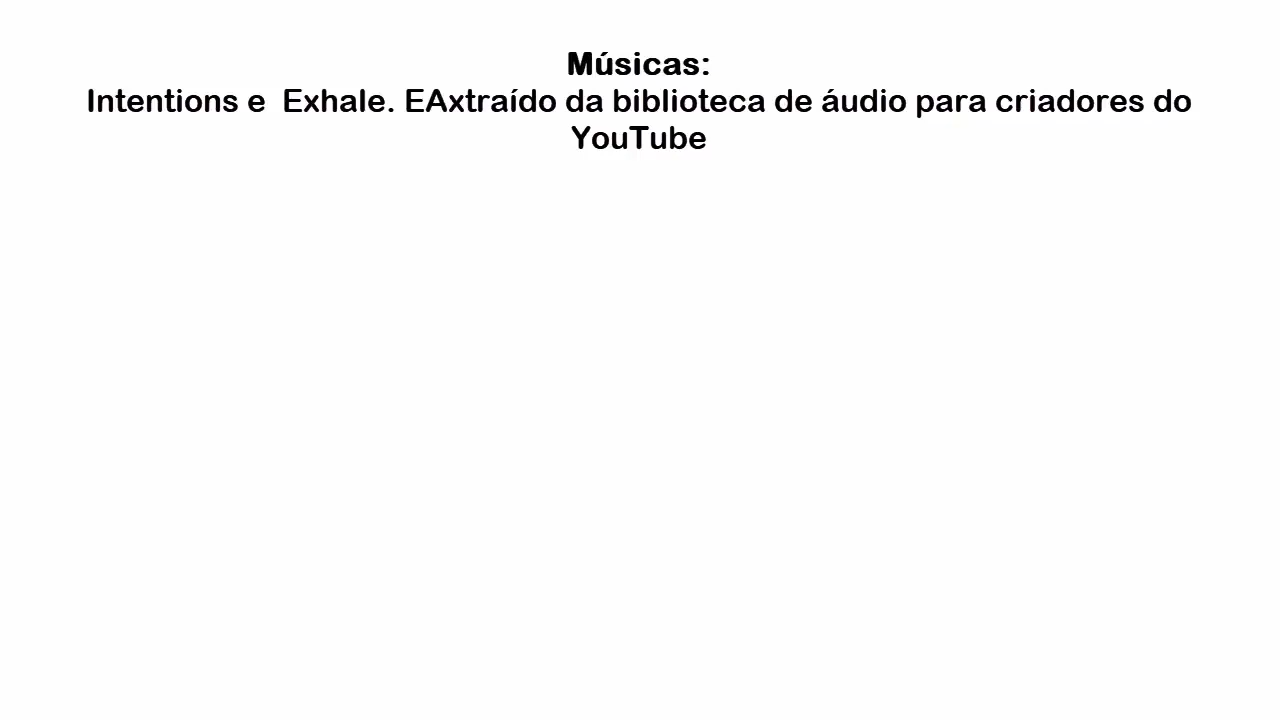 Músicas:
Intentions e  Exhale. EAxtraído da biblioteca de áudio para criadores do
YouTube